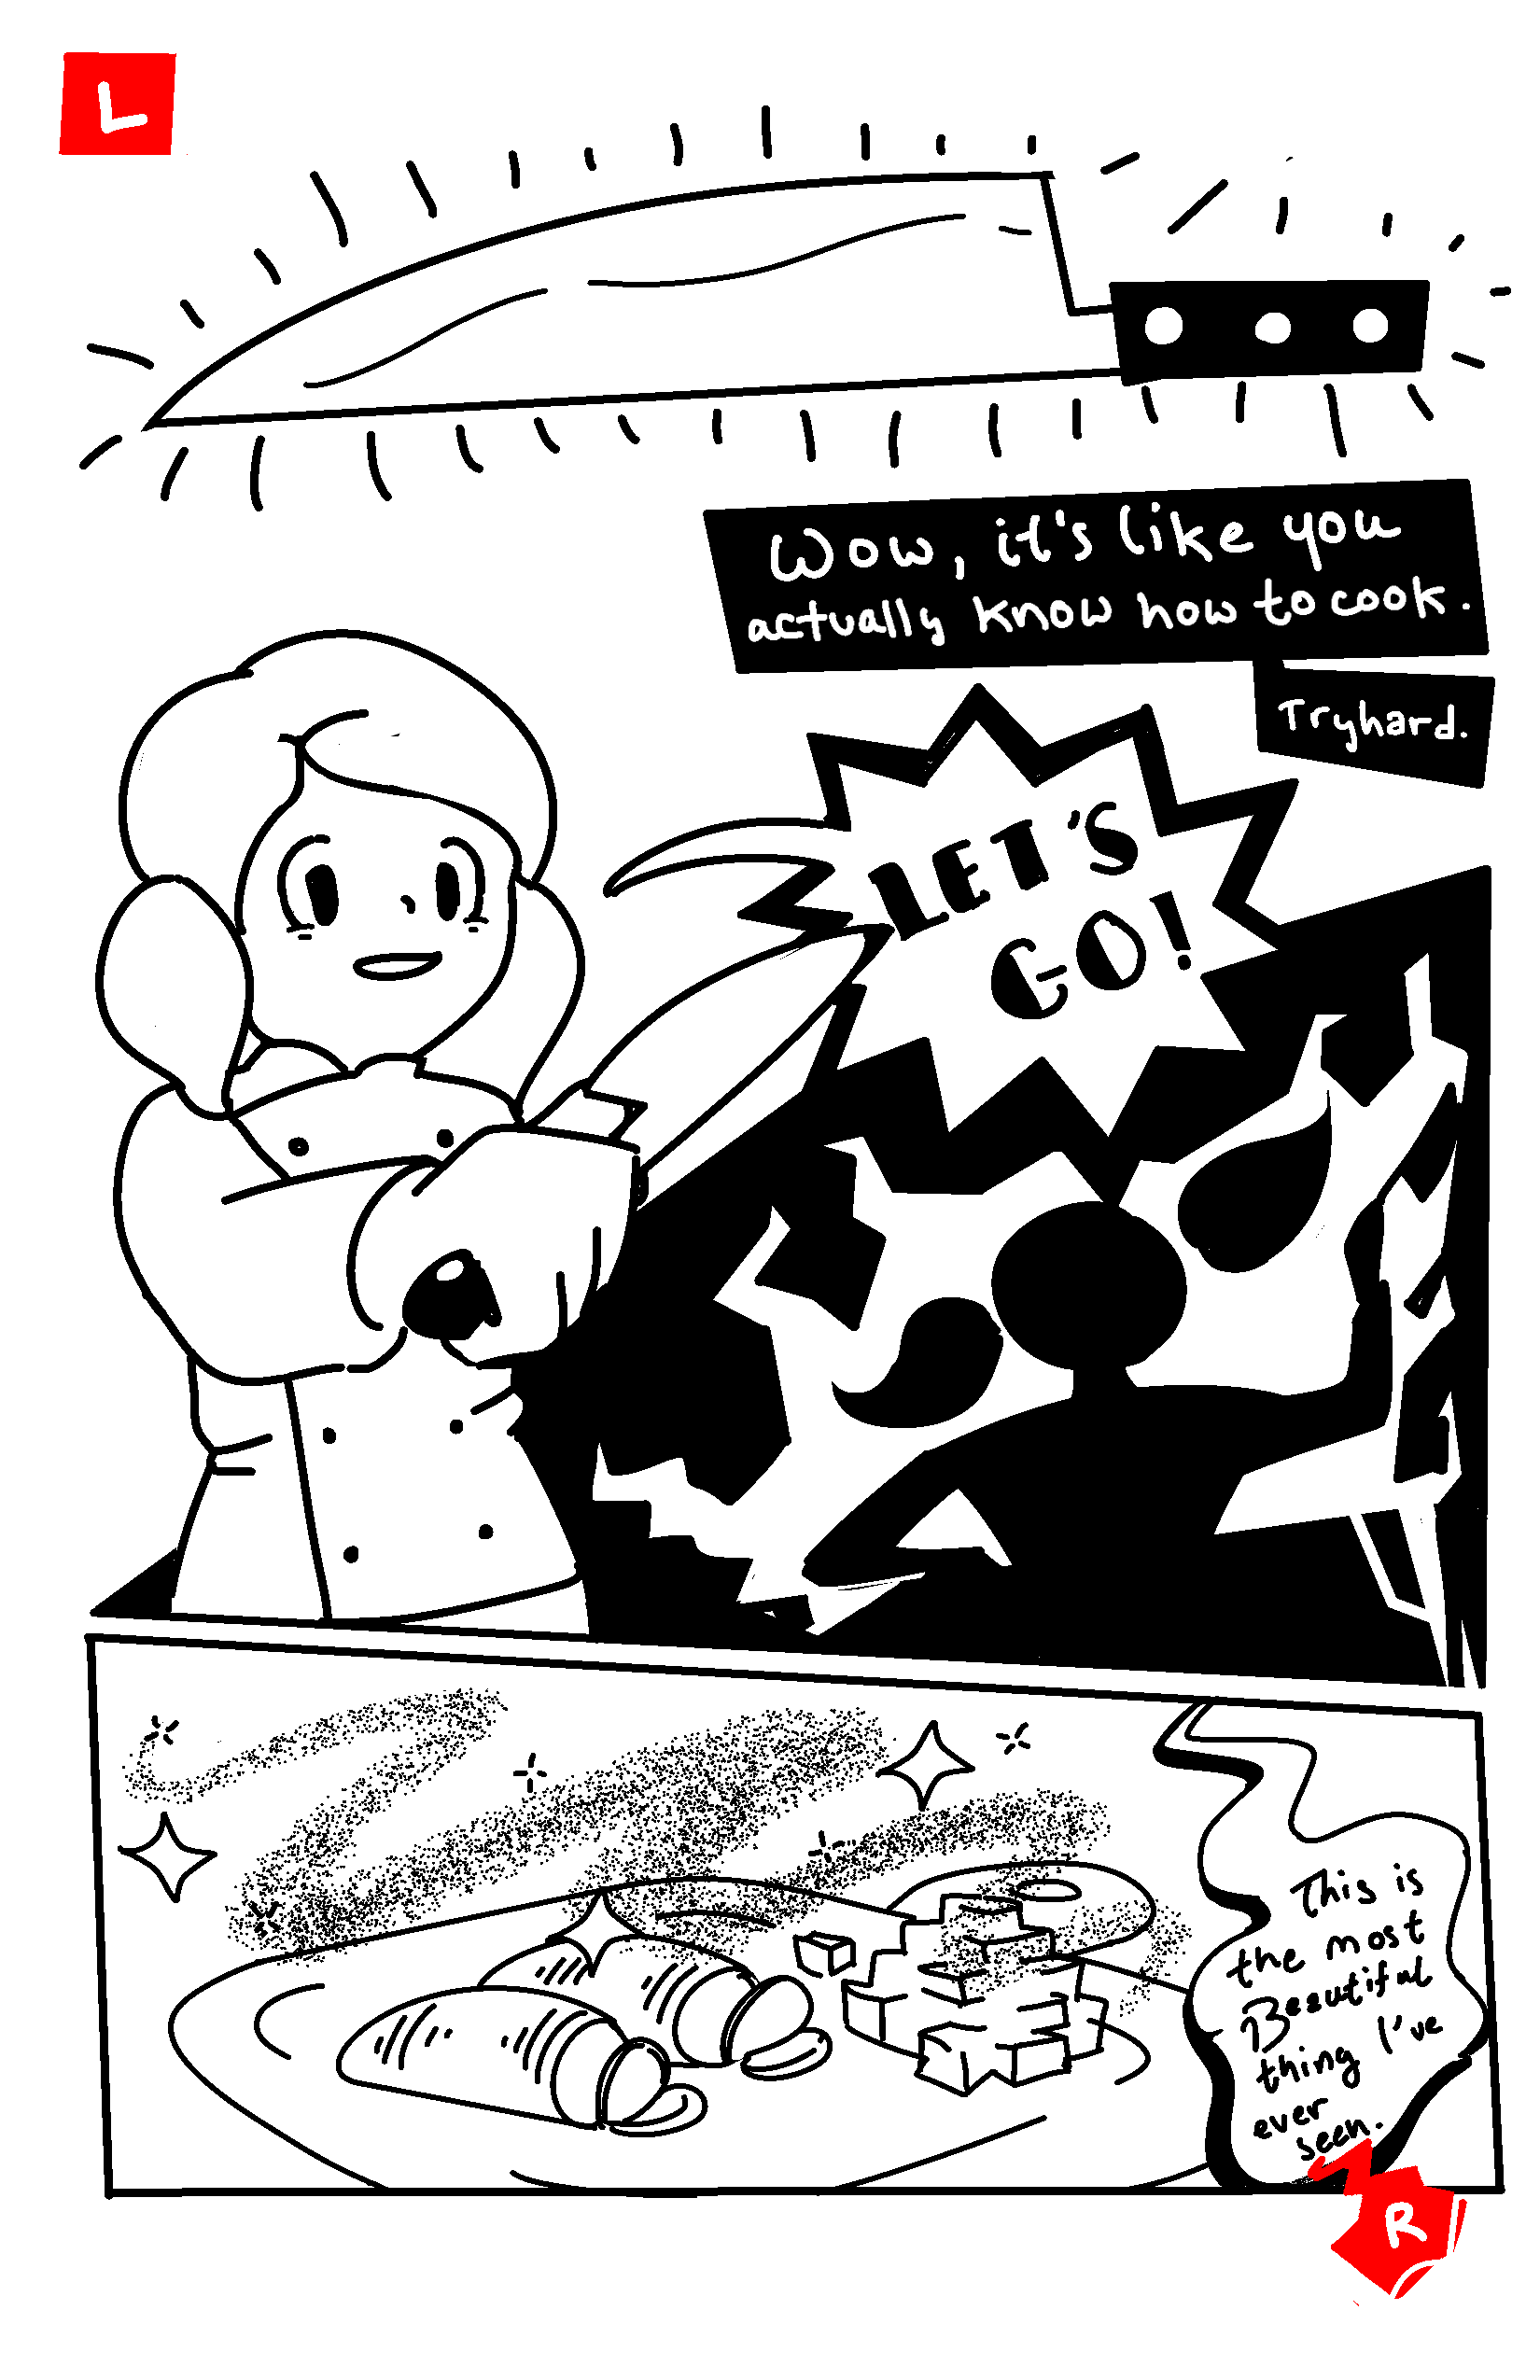 L
Wow, it's like you
actually know how to cook.
Tryhard.
LET'S
GO!
This is
the most
Beautiful
thing I've
ever
seen.
R